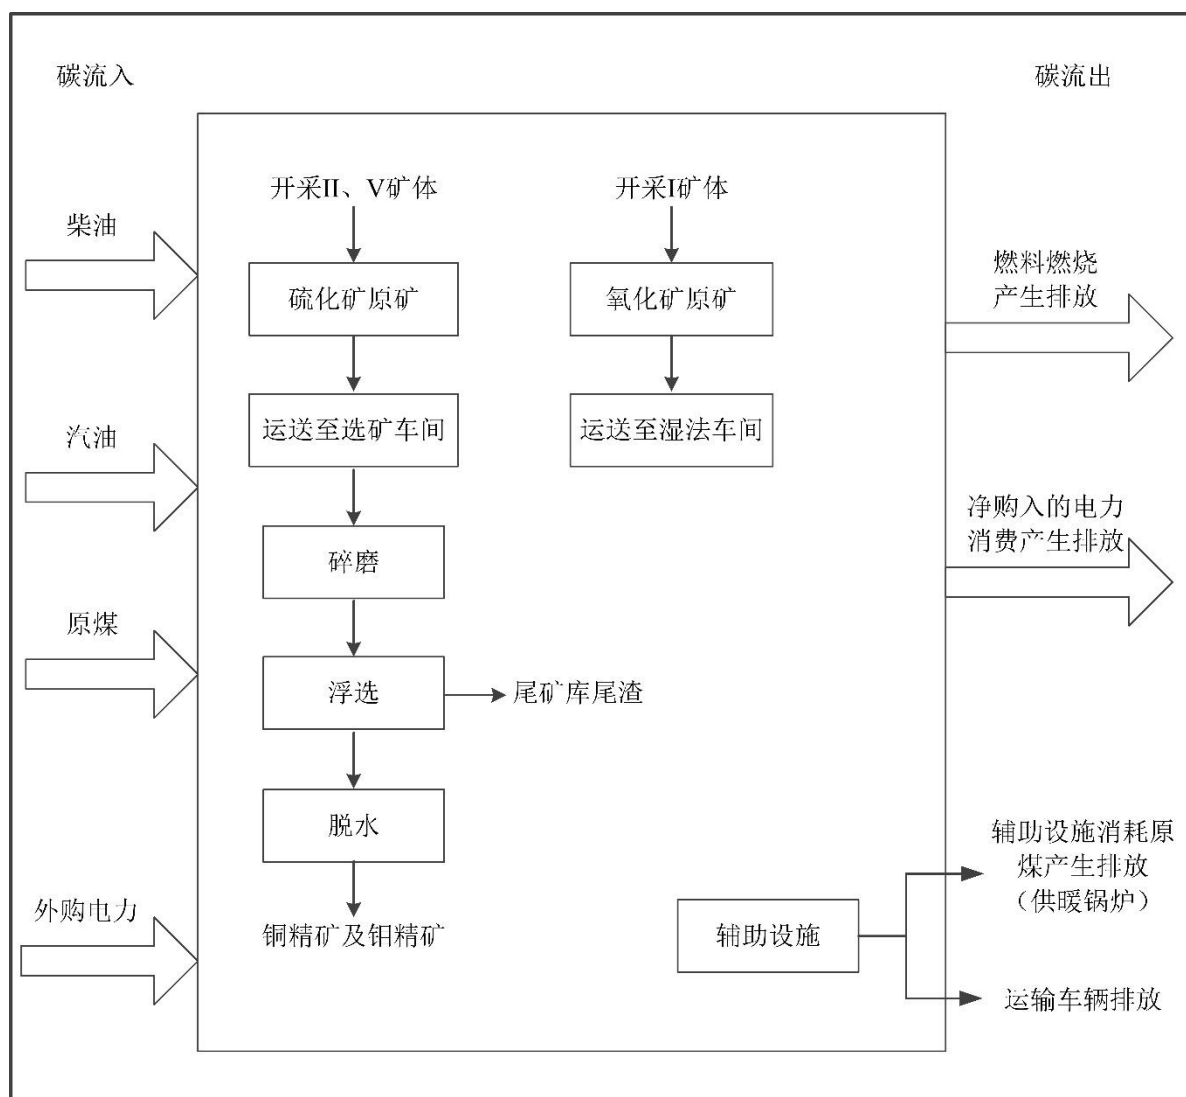 碳流入
碳流出
开采II、V矿体
开采I矿体
柴油
硫化矿原矿
氧化矿原矿
燃料燃烧
产生排放
运送至选矿车间
运送至湿法车间
汽油
净购入的电力
消费产生排放
碎磨
原煤
浮选
尾矿库尾渣
脱水
辅助设施消耗原
煤产生排放
（供暖锅炉）
外购电力
铜精矿及钼精矿
辅助设施
运输车辆排放